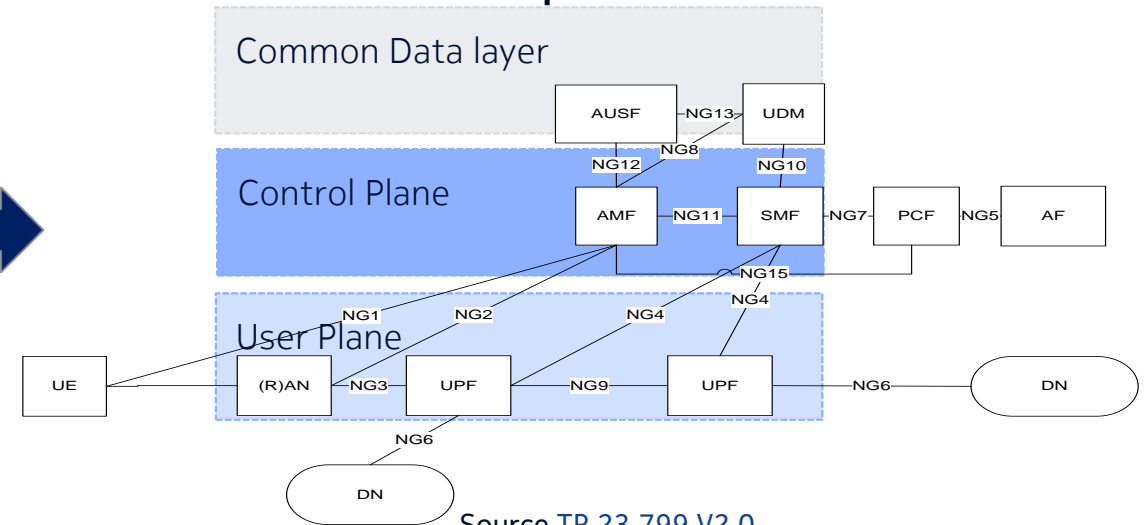 Common Data layer
AUSF
NG13
UDM
NG8
NG12
NG10
Control Plane
AMF
NG11
SMF
NG7
PCF
NG5
AF
NG15
NG4
NG1
NG2
NG4
User Plane
UE
(R)AN
NG3
UPF
NG9
UPF
NG6
DN
NG6
DN
Source TR 23.799 V2.0